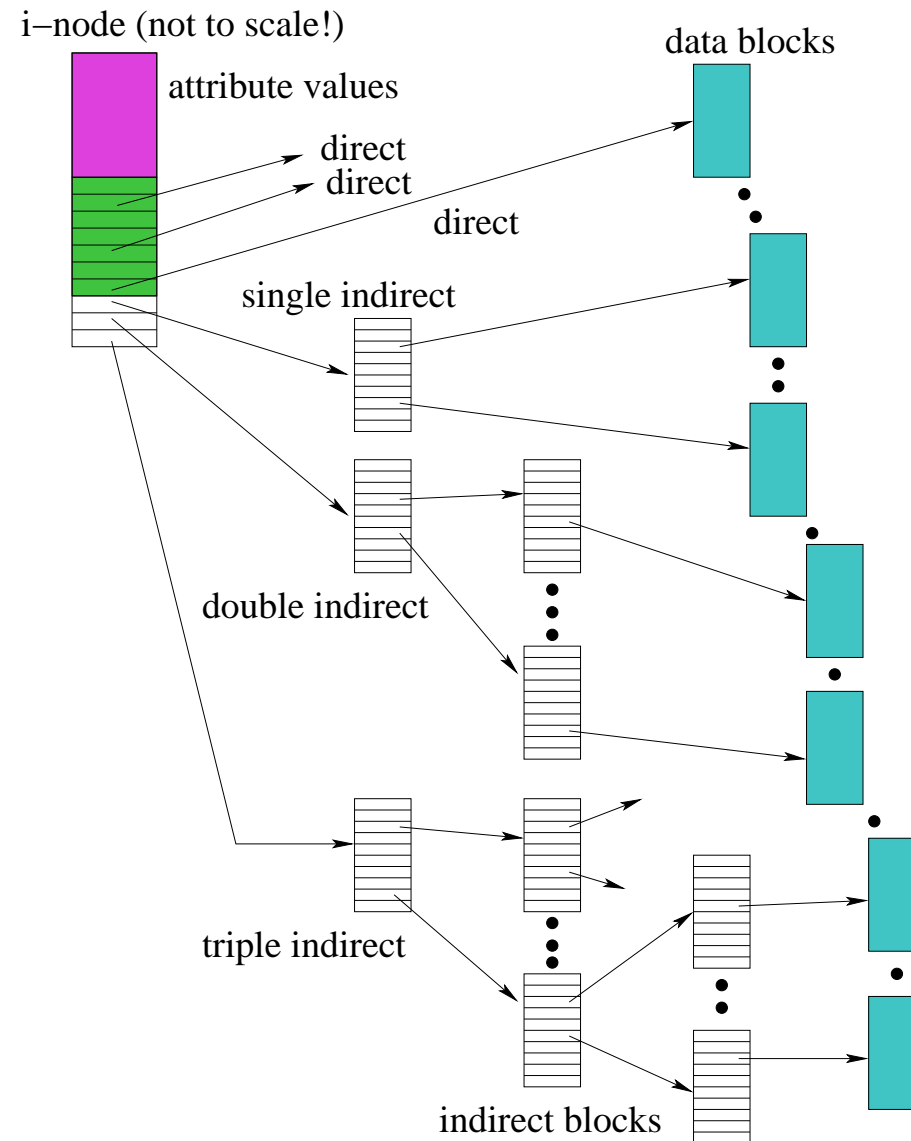 i−node (not to scale!)
data blocks
attribute values
direct
direct
direct
single indirect
double indirect
triple indirect
indirect blocks